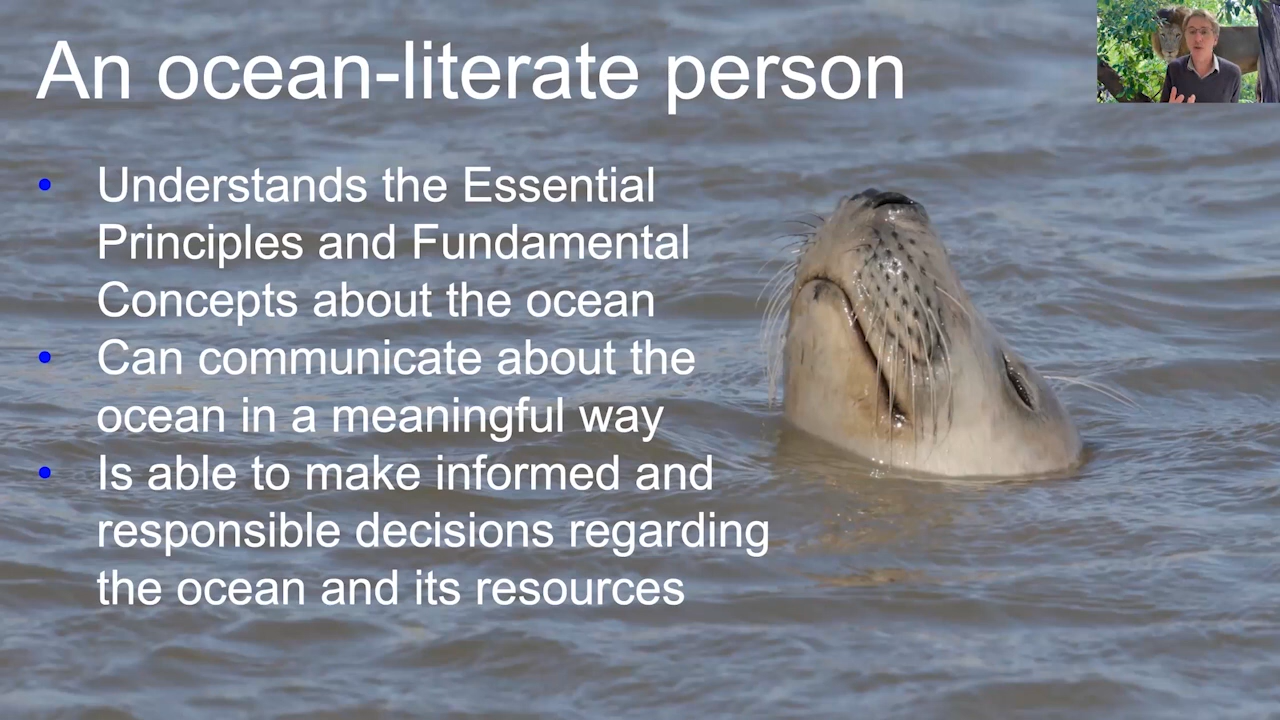 An ocean-literate person
• Understands the Essential
Principles and Fundamental
Concepts about the ocean
• Can communicate about the
ocean in a meaningful way
• Is able to make informed and
responsible decisions regarding
the ocean and its resources